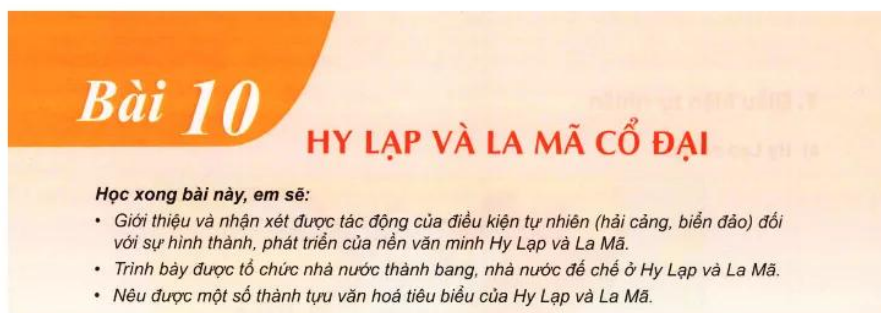 Bài 10
HY LẠP VÀ LA MÃ CỔ ĐẠI
Học xong bài này, em sẽ:
• Giới thiệu và nhận xét được tác động của điều kiện tự nhiên (hải cảng, biển đảo) đối
với sự hình thành, phát triển của nền văn minh Hy Lạp và La Mã.
• Trình bày được tổ chức nhà nước thành bang, nhà nước đế chế ở Hy Lạp và La Mã.
• Nêu được một số thành tựu văn hoá tiêu biểu của Hy Lạp và La Mã.